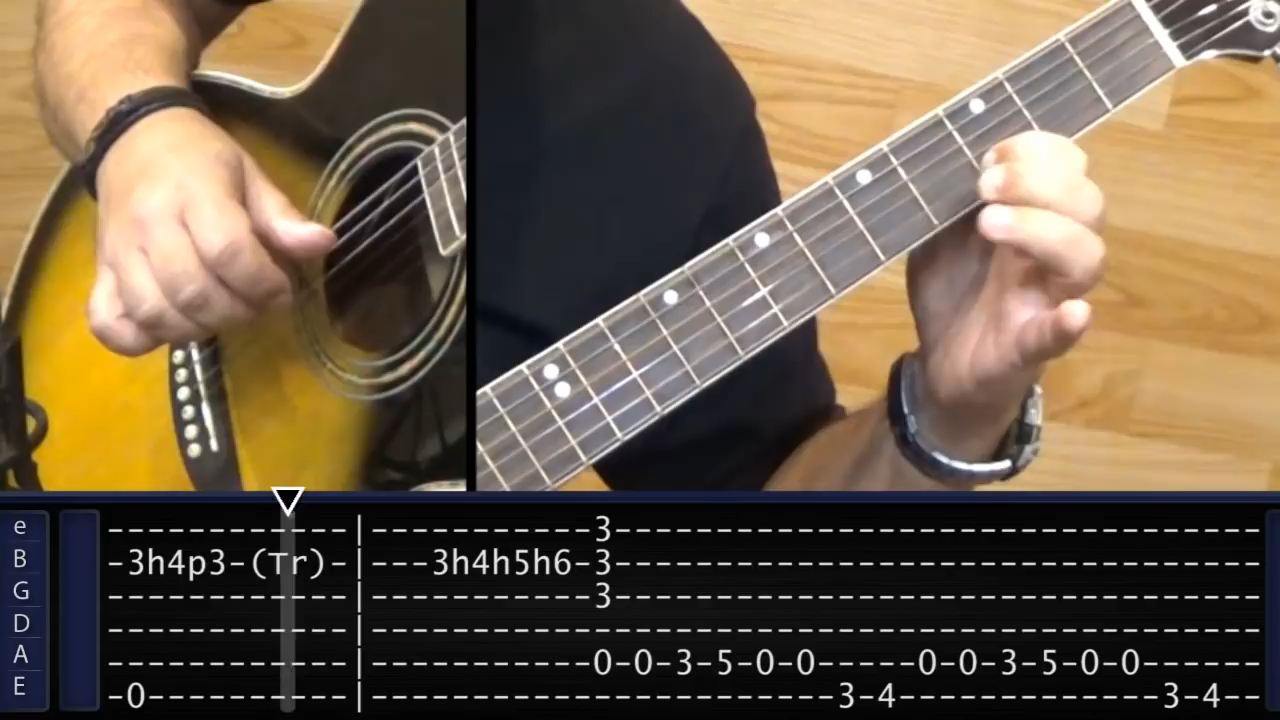 e ------------|--------------3---------------------------------------
B -3h4p3-(Tr)-|---3h4h5h6-3---------------------------------------
G ------------|--------------3---------------------------------------
D ------------|------------------------------------------------------
A ------------|--------------0-0-3-5-0-0-----0-0-3-5-0-0------
E -0----------|-----------------------------3-4-------------3-4--